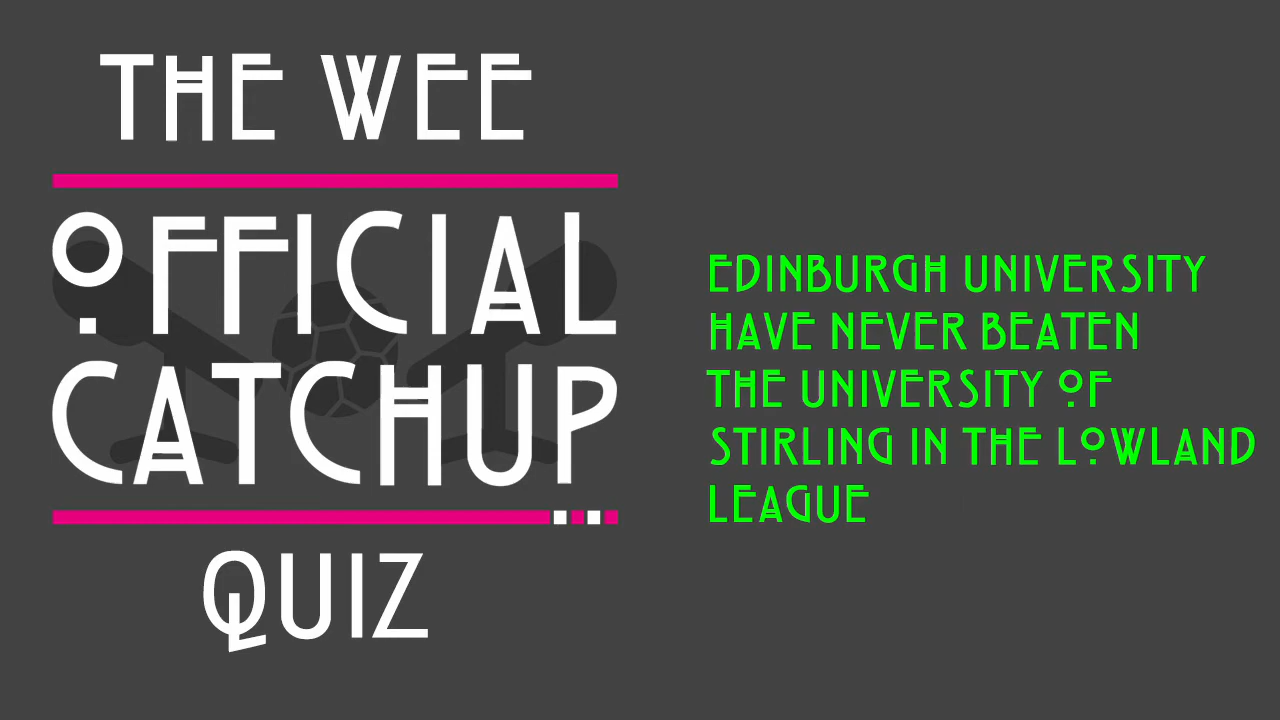 THE WEE
OFFICIAL
CATCHUP
QUIZ
EDINBURGH UNIVERSITY
HAVE NEVER BEATEN
THE UNIVERSITY OF
STIRLING IN THE LOWLAND
LEAGUE